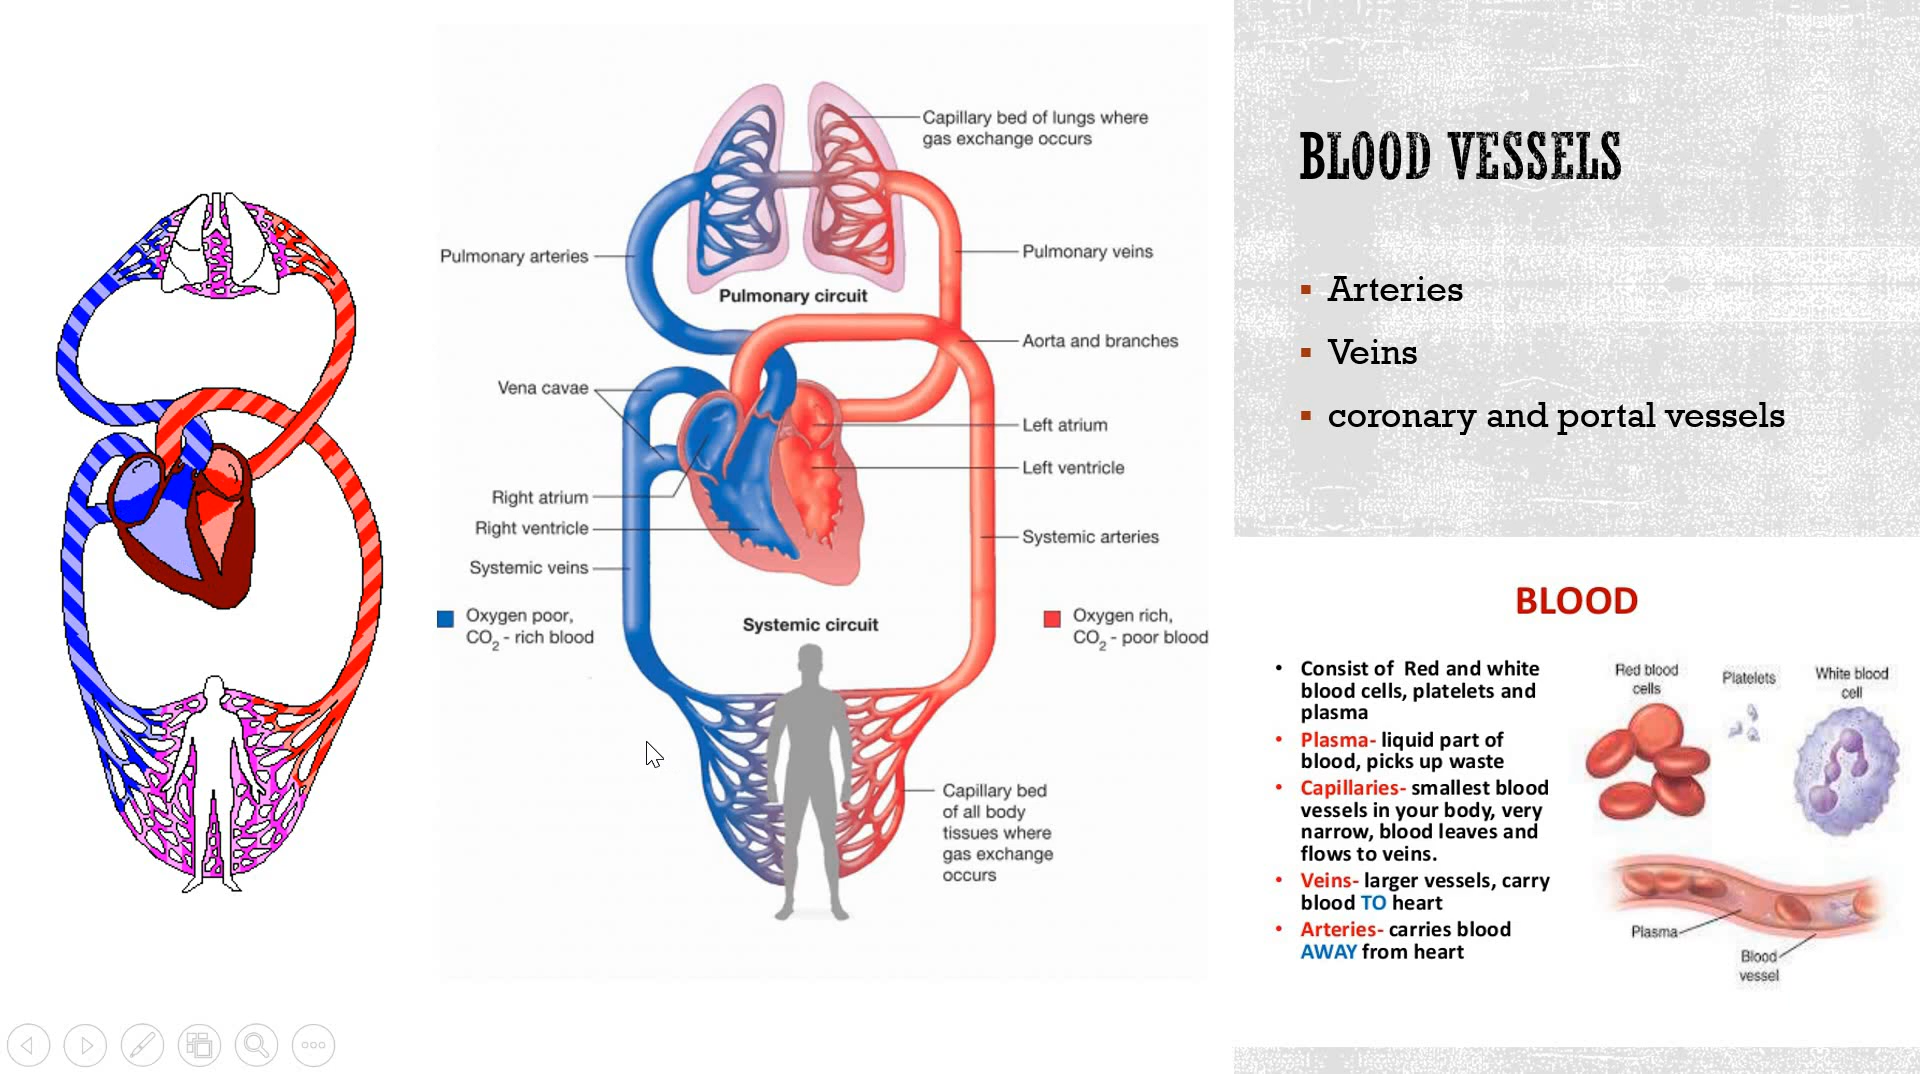 Capillary bed of lungs where
gas exchange occurs
Pulmonary arteries
Pulmonary veins
Pulmonary circuit
Aorta and branches
Vena cavae
Left atrium
Left ventricle
Right atrium
Right ventricle
Systemic arteries
Systemic veins
Oxygen poor,
CO2 - rich blood
Systemic circuit
Oxygen rich,
CO2 - poor blood
Capillary bed
of all body
tissues where
gas exchange
occurs
BLOOD VESSELS
▪ Arteries
▪ Veins
▪ coronary and portal vessels
BLOOD
• Consist of Red and white
blood cells, platelets and
plasma
• Plasma- liquid part of
blood, picks up waste
• Capillaries- smallest blood
vessels in your body, very
narrow, blood leaves and
flows to veins.
• Veins- larger vessels, carry
blood TO heart
• Arteries- carries blood
AWAY from heart
Red blood
cells
Platelets
White blood
cell
Plasma
Blood
vessel